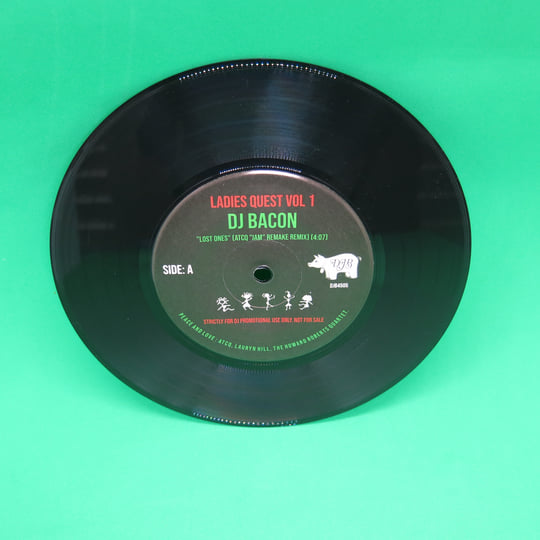 LADIES QUEST VOL 1
DJ BACON
"LOST ONES" (ATCQ "JAM" REMAKE REMIX) [4:07]
SIDE: A
DJB
DJB4505
STRICTLY FOR DJ PROMOTIONAL USE ONLY. NOT FOR SALE
PEACE AND LOVE: ATCQ, LAURYN HILL, THE HOWARD ROBERTS QUARTET.